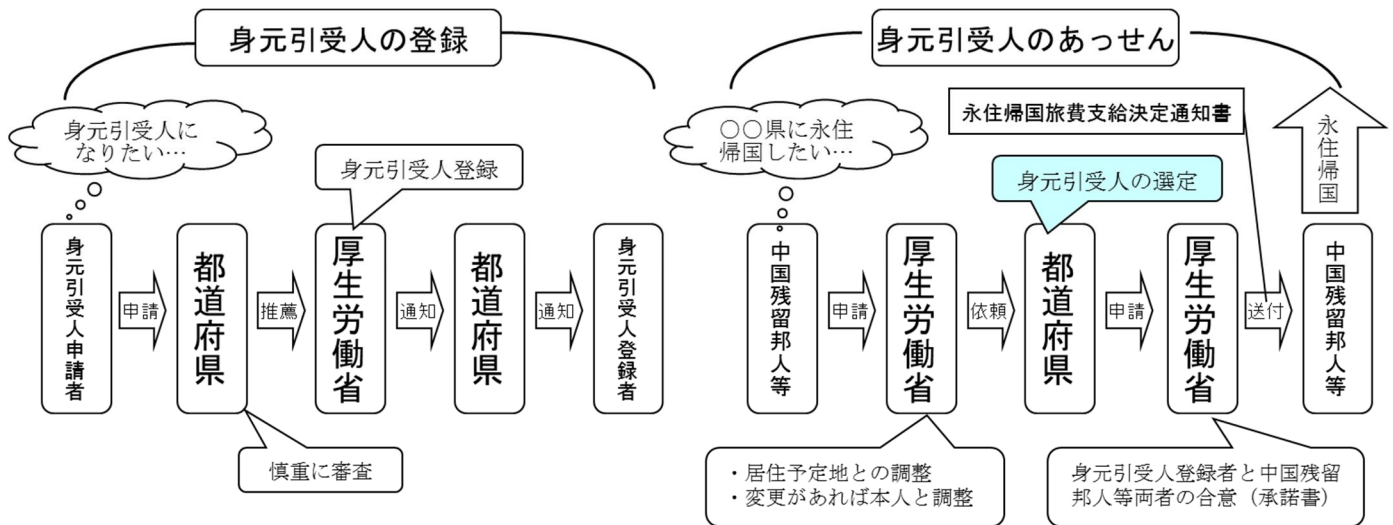 身元引受人の登録
身元引受人になりたい…
身元引受人登録
身元引受人申請者
申請
都道府県
推薦
厚生労働省
通知
都道府県
通知
身元引受人登録者
慎重に審査
身元引受人のあっせん
○○県に永住
帰国したい…
永住帰国旅費支給決定通知書
永住帰国
身元引受人の選定
中国残留邦人等
申請
厚生労働省
依頼
都道府県
申請
厚生労働省
送付
中国残留邦人等
・居住予定地との調整
・変更があれば本人と調整
身元引受人登録者と中国残留
邦人等両者の合意（承諾書）